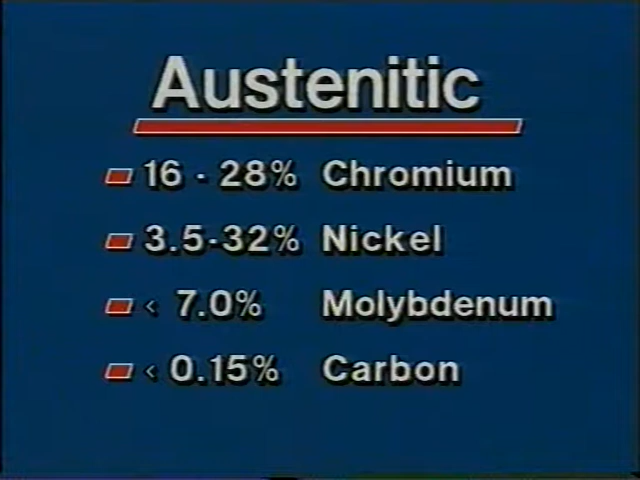 Austenitic
16 - 28% Chromium
3.5-32% Nickel
< 7.0% Molybdenum
< 0.15% Carbon